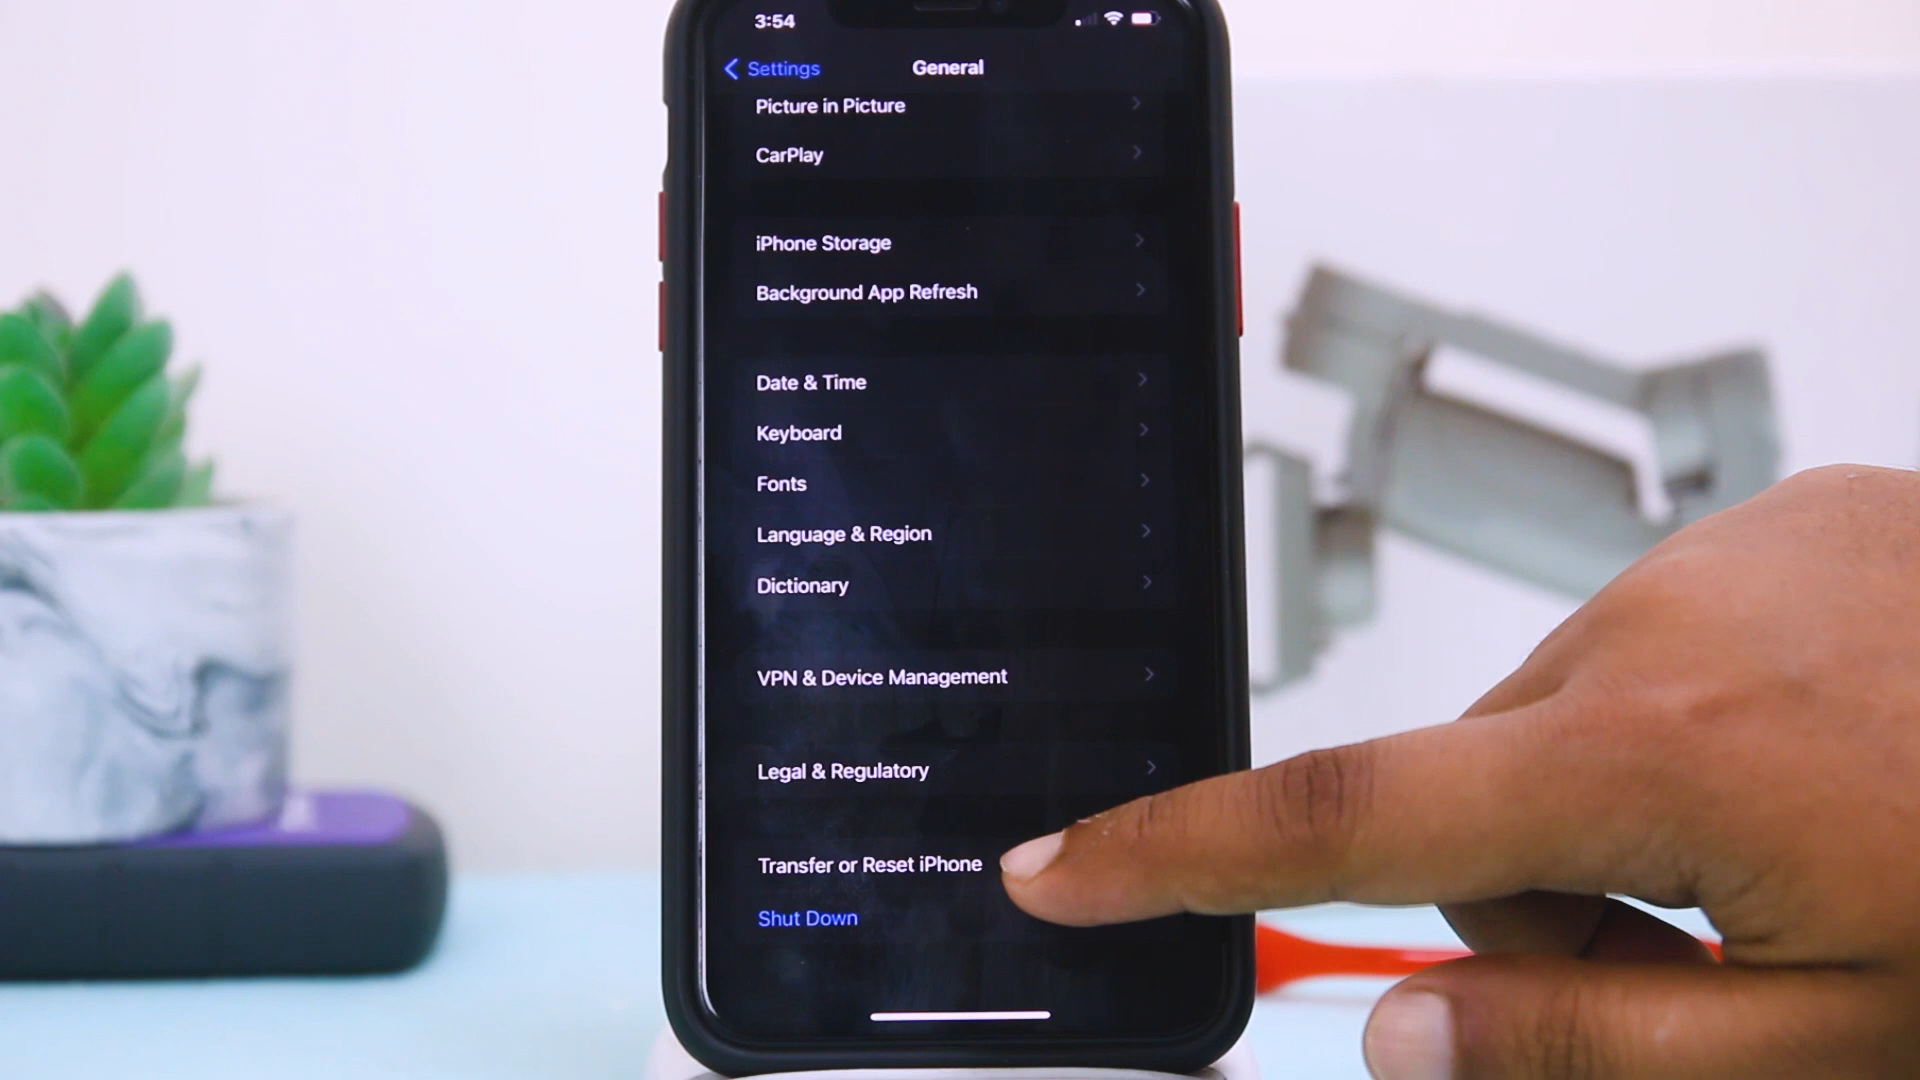 3:54
Settings
General
Picture in Picture
CarPlay
iPhone Storage
Background App Refresh
Date & Time
Keyboard
Fonts
Language & Region
Dictionary
VPN & Device Management
Legal & Regulatory
Transfer or Reset iPhone
Shut Down